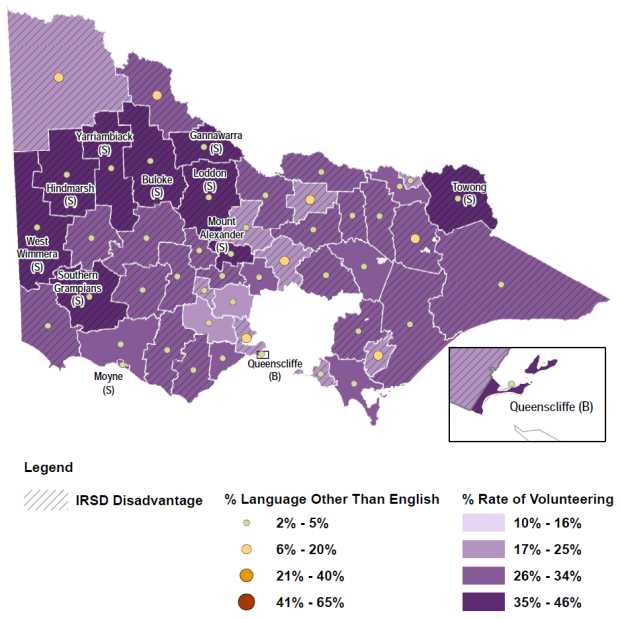 Yarriambiack
(S)
Gannawarra
(S)
Hindmarsh
(S)
Buloke
(S)
Loddon
(S)
Towong
(S)
Mount
Alexander
(S)
West
Wimmera
(S)
Southern
Grampians
(S)
Moyne
(S)
Queenscliffe
(B)
Queenscliffe (B)
Legend
IRSD Disadvantage
% Language Other Than English
2% - 5%
6% - 20%
21% - 40%
41% - 65%
% Rate of Volunteering
10% - 16%
17% - 25%
26% - 34%
35% - 46%